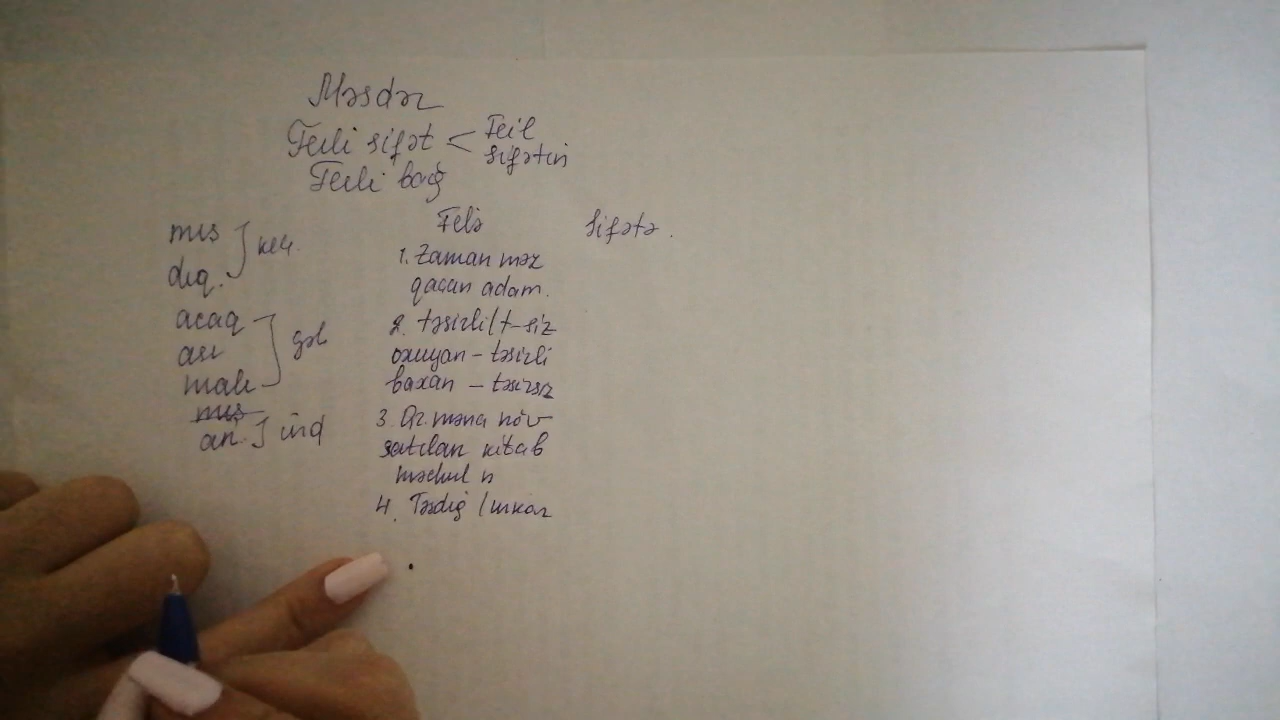 Məsdər
Feili sifət < Feil
sifətin
Feili bağ
mış
dıq.
keç.
acaq
ası
malı
gəl
mış
an.
ind
Felə
1. Zaman məz
qaçan adam.
2. təsirli/t-siz
oxuyan - təsirli
baxan - təsirsiz
3. Qr. məna növ
satılan kitab
məchul n
4. Təsdiq / inkar
Sifətə.